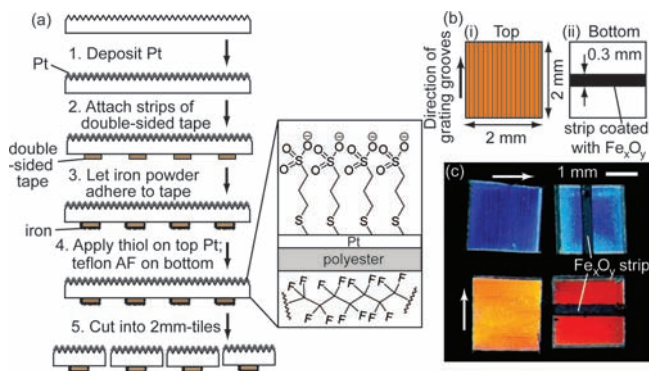 (a)
1. Deposit Pt
Pt
2. Attach strips of
double-sided tape
double
-sided
tape
3. Let iron powder
adhere to tape
iron
4. Apply thiol on top Pt;
teflon AF on bottom
5. Cut into 2mm-tiles
O O O O O O O O
S S S S
O O O O
S S S S
Pt
polyester
F F F F F F
F F F F F F
(b)
(i) Top
Direction of
grating grooves
2 mm
2 mm
(ii) Bottom
0.3 mm
strip coated
with FexOy
(c)
1 mm
FexOy strip